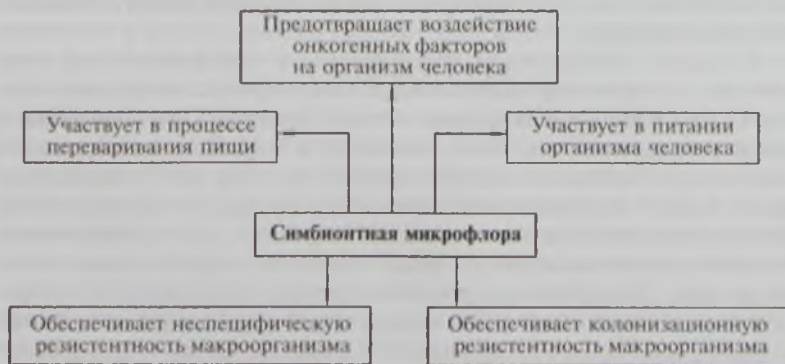 Предотвращает воздействие
онкогенных факторов
на организм человека
Участвует в процессе
переваривания пищи
Участвует в питании
организма человека
Симбионтная микрофлора
Обеспечивает неспецифическую
резистентность макроорганизма
Обеспечивает колонизационную
резистентность макроорганизма